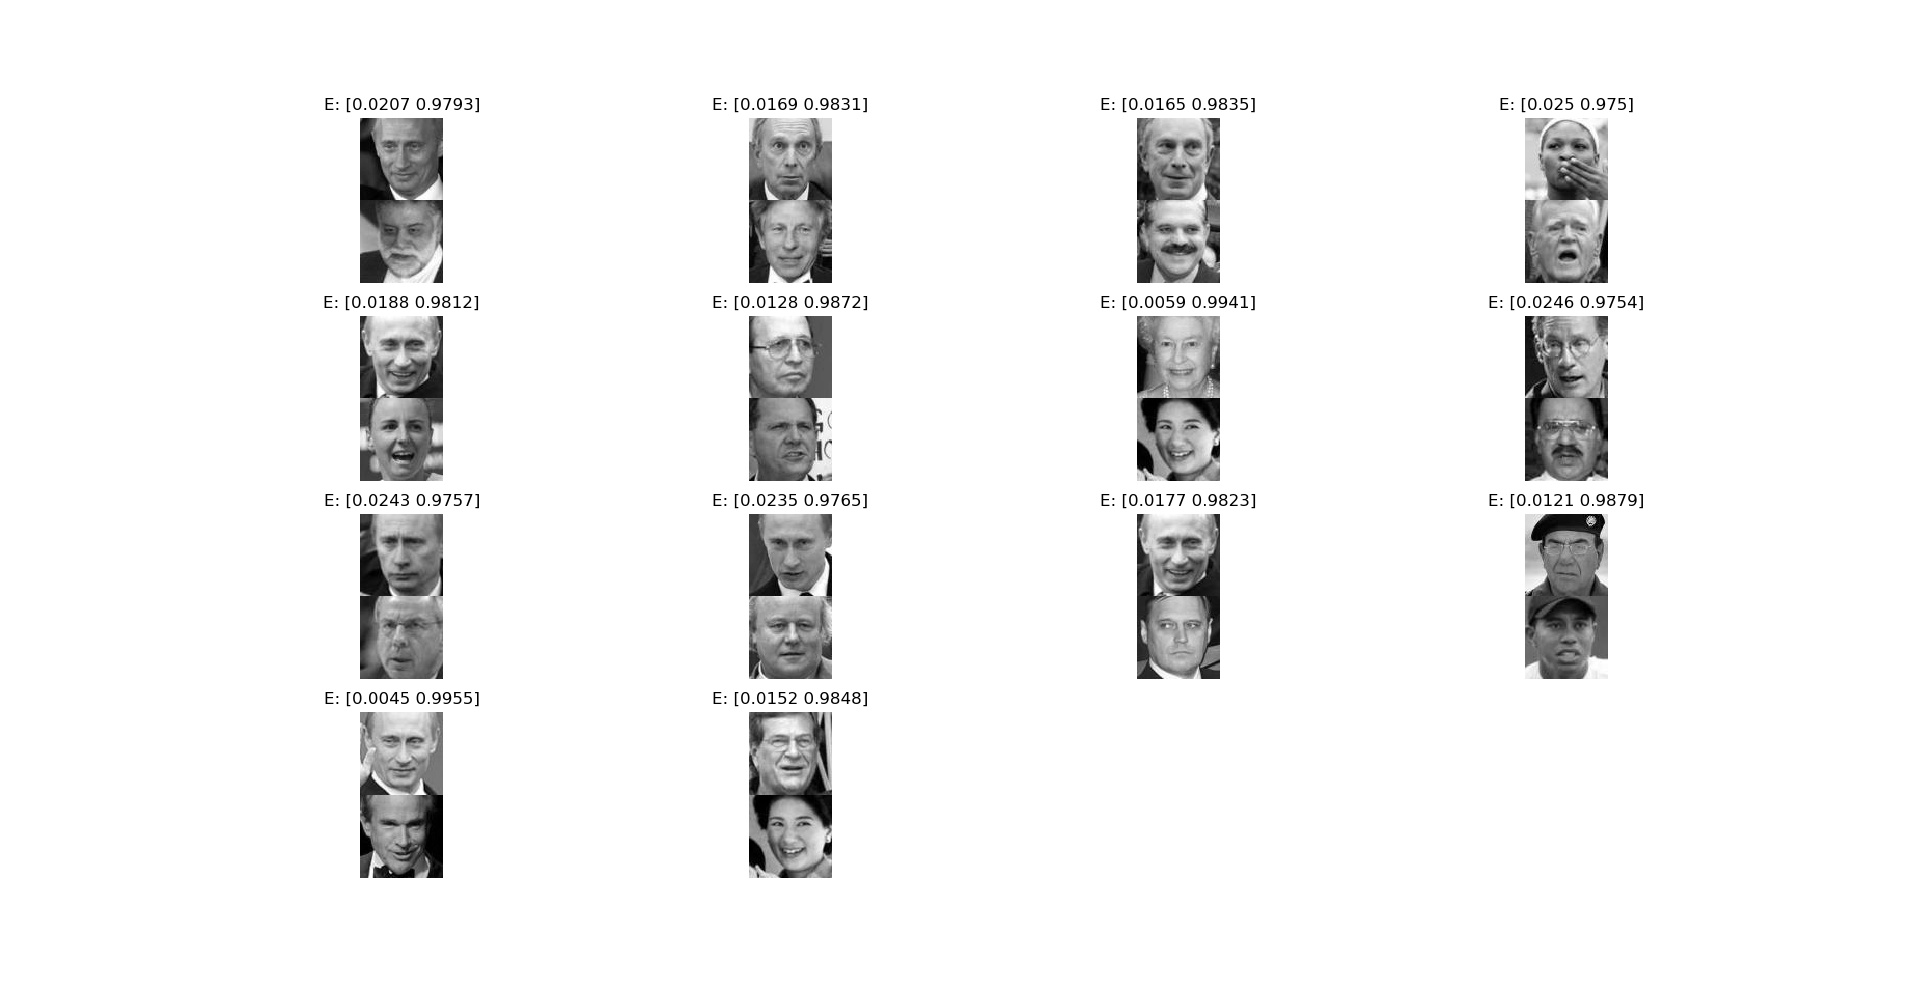 E: [0.0207 0.9793]
E: [0.0169 0.9831]
E: [0.0165 0.9835]
E: [0.025 0.975]
E: [0.0188 0.9812]
E: [0.0128 0.9872]
E: [0.0059 0.9941]
E: [0.0246 0.9754]
E: [0.0243 0.9757]
E: [0.0235 0.9765]
E: [0.0177 0.9823]
E: [0.0121 0.9879]
E: [0.0045 0.9955]
E: [0.0152 0.9848]